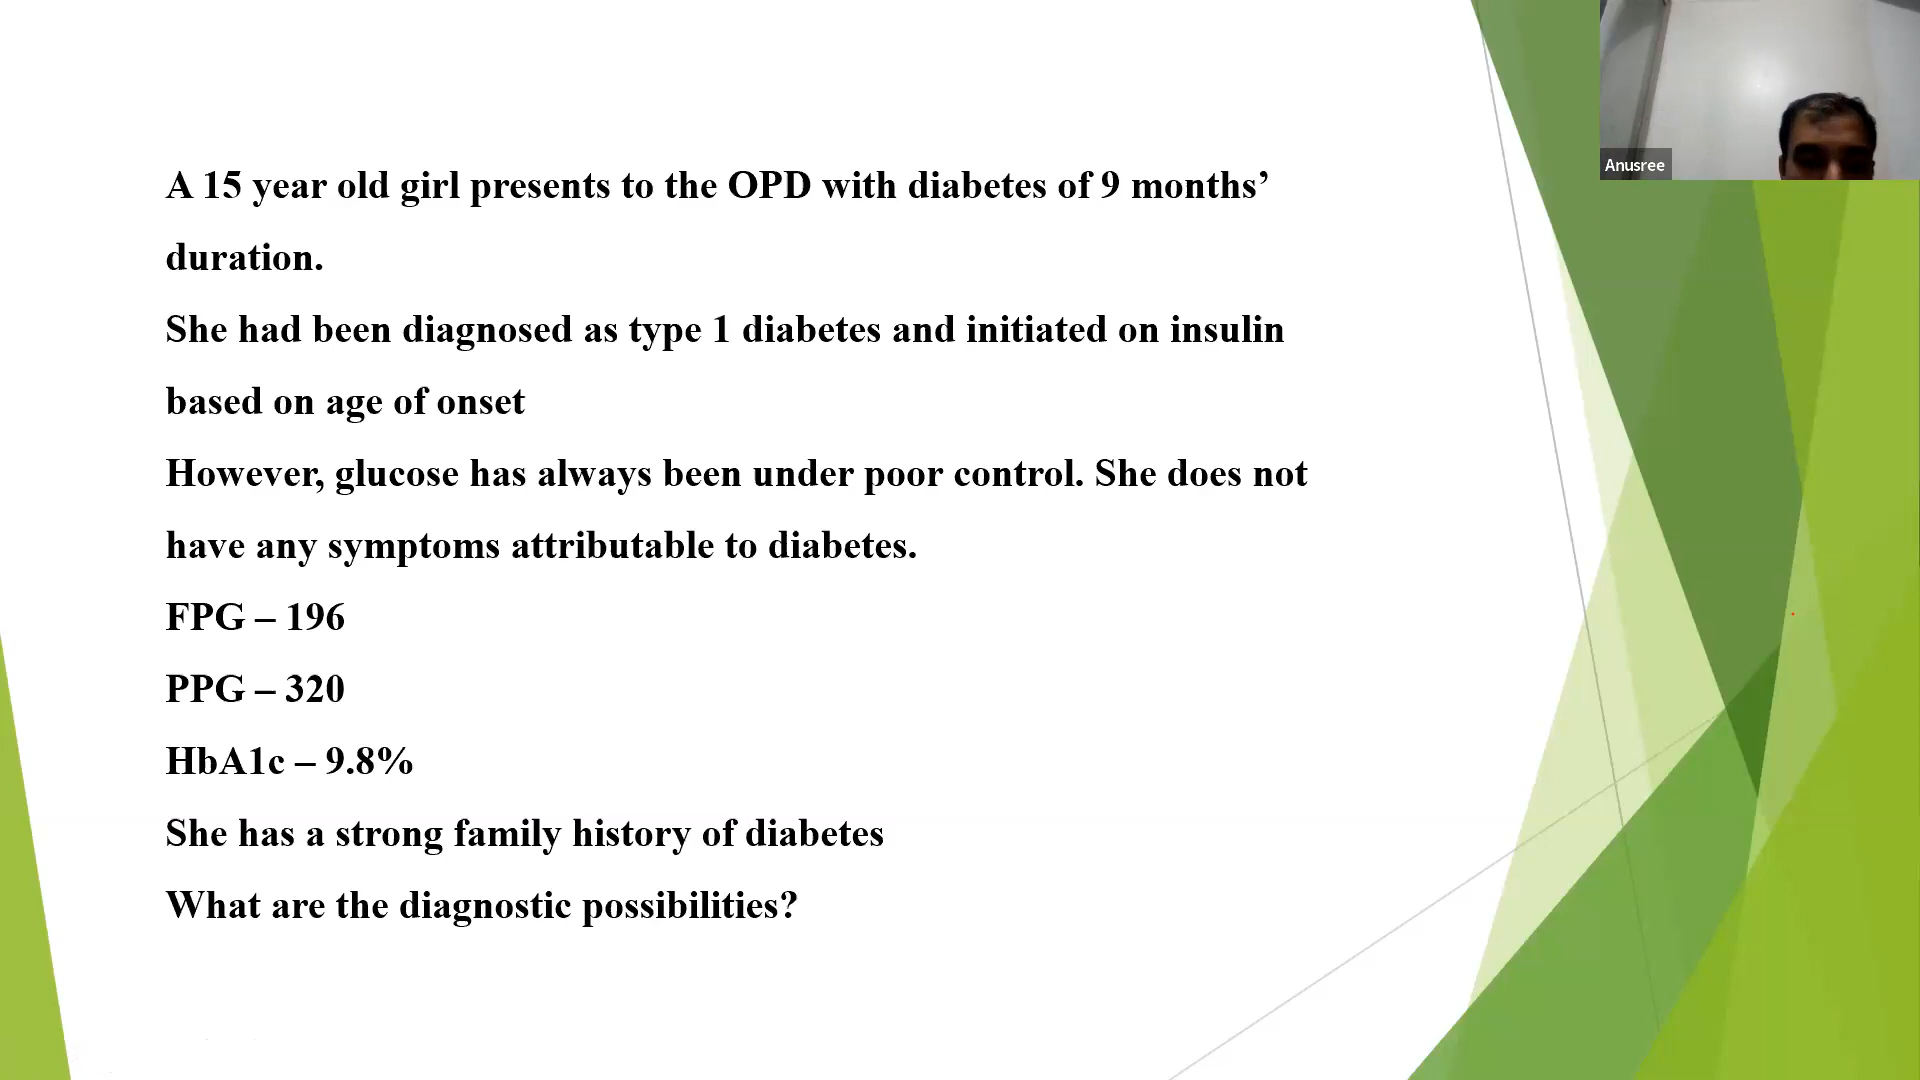 A 15 year old girl presents to the OPD with diabetes of 9 months’
duration.
She had been diagnosed as type 1 diabetes and initiated on insulin
based on age of onset
However, glucose has always been under poor control. She does not
have any symptoms attributable to diabetes.
FPG – 196
PPG – 320
HbA1c – 9.8%
She has a strong family history of diabetes
What are the diagnostic possibilities?
Anusree